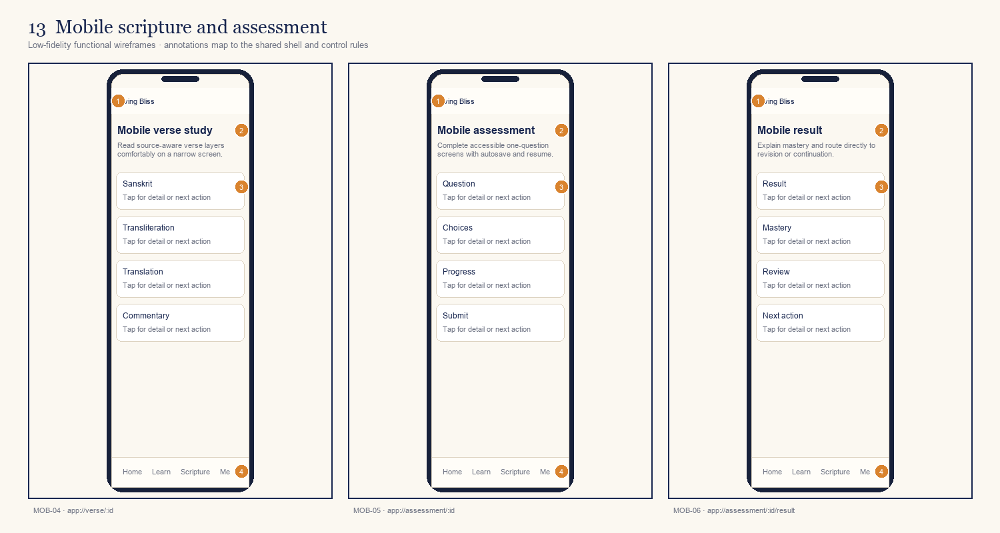 13 Mobile scripture and assessment
Low-fidelity functional wireframes · annotations map to the shared shell and control rules
1 ving Bliss
Mobile verse study 2
Read source-aware verse layers
comfortably on a narrow screen.
Sanskrit 3
Tap for detail or next action
Transliteration
Tap for detail or next action
Translation
Tap for detail or next action
Commentary
Tap for detail or next action
Home Learn Scripture Me 4
MOB-04 · app://verse/:id
1 ving Bliss
Mobile assessment 2
Complete accessible one-question
screens with autosave and resume.
Question 3
Tap for detail or next action
Choices
Tap for detail or next action
Progress
Tap for detail or next action
Submit
Tap for detail or next action
Home Learn Scripture Me 4
MOB-05 · app://assessment/:id
1 ving Bliss
Mobile result 2
Explain mastery and route directly to
revision or continuation.
Result 3
Tap for detail or next action
Mastery
Tap for detail or next action
Review
Tap for detail or next action
Next action
Tap for detail or next action
Home Learn Scripture Me 4
MOB-06 · app://assessment/:id/result